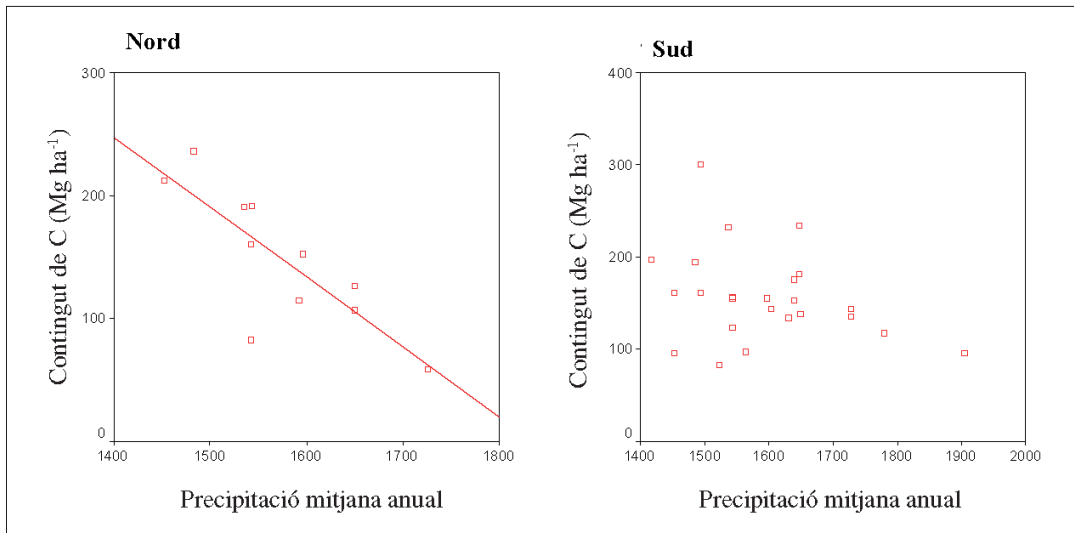 Nord
300
200
100
0
1400 1500 1600 1700 1800
Contingut de C (Mg ha⁻¹)
Precipitació mitjana anual
Sud
400
300
200
100
0
1400 1500 1600 1700 1800 1900 2000
Contingut de C (Mg ha⁻¹)
Precipitació mitjana anual